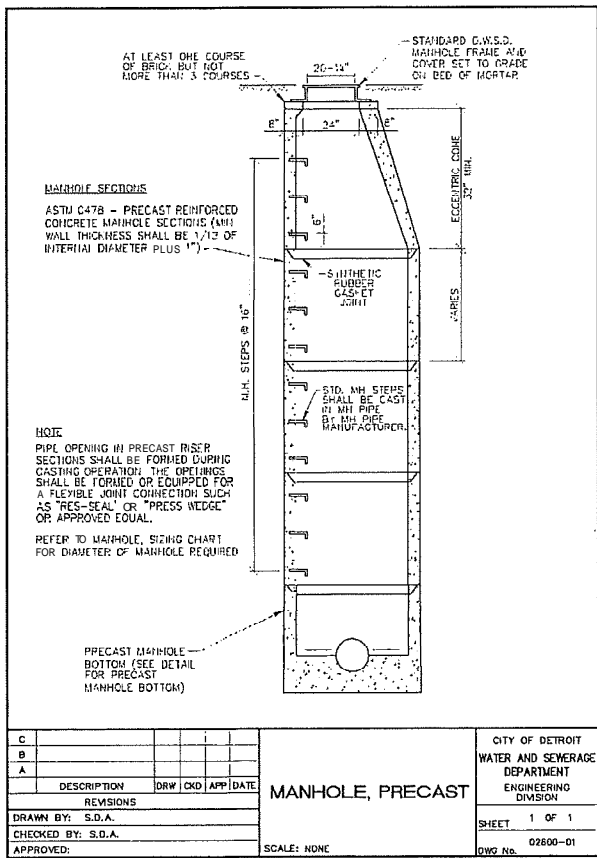 AT LEAST ONE COURSE
OF BRICK BUT NOT
MORE THAN 3 COURSES
20-1/4"
STANDARD D.W.S.D.
MANHOLE FRAME AND
COVER SET TO GRADE
ON BED OF MORTAR
8"
24"
8"
ECCENTRIC CONE
32" MIN.
MANHOLE SECTIONS
ASTM C478 - PRECAST REINFORCED
CONCRETE MANHOLE SECTIONS (MIN
WALL THICKNESS SHALL BE 1/12 OF
INTERNAL DIAMETER PLUS 1")
6"
SYNTHETIC
RUBBER
GASKET
JOINT
VARIES
M.H. STEPS @ 16"
STD. MH STEPS
SHALL BE CAST
IN MH PIPE
BY MH PIPE
MANUFACTURER.
NOTE
PIPE OPENING IN PRECAST RISER
SECTIONS SHALL BE FORMED DURING
CASTING OPERATION. THE OPENINGS
SHALL BE FORMED OR EQUIPPED FOR
A FLEXIBLE JOINT CONNECTION SUCH
AS "RES-SEAL" OR "PRESS WEDGE"
OR APPROVED EQUAL.
REFER TO MANHOLE, SIZING CHART
FOR DIAMETER OF MANHOLE REQUIRED
PRECAST MANHOLE
BOTTOM (SEE DETAIL
FOR PRECAST
MANHOLE BOTTOM)
C
B
A
DESCRIPTION DRW CKD APP DATE
REVISIONS
DRAWN BY: S.D.A.
CHECKED BY: S.D.A.
APPROVED:
MANHOLE, PRECAST
SCALE: NONE
CITY OF DETROIT
WATER AND SEWERAGE
DEPARTMENT
ENGINEERING
DIVISION
SHEET 1 OF 1
DWG No. 02600-01